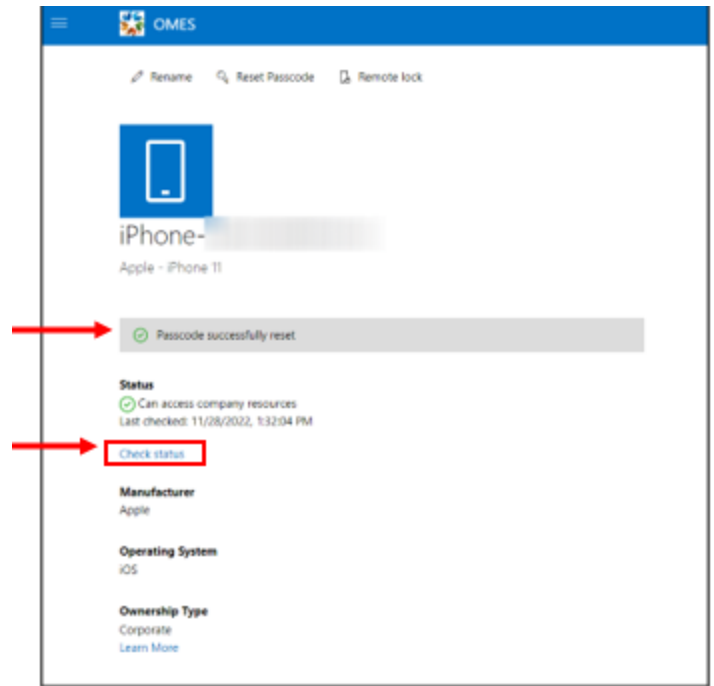 OMES
Rename Reset Passcode Remote lock
iPhone-
Apple - iPhone 11
Passcode successfully reset
Status
Can access company resources
Last checked: 11/28/2022, 1:32:04 PM
Check status
Manufacturer
Apple
Operating System
iOS
Ownership Type
Corporate
Learn More